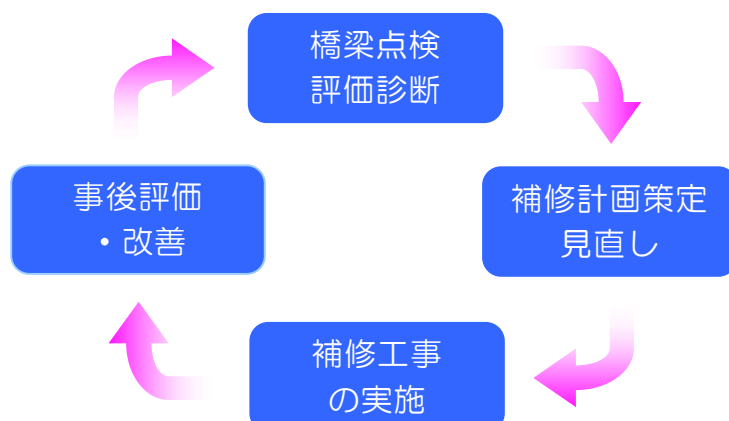 橋梁点検
評価診断
補修計画策定
見直し
補修工事
の実施
事後評価
・改善